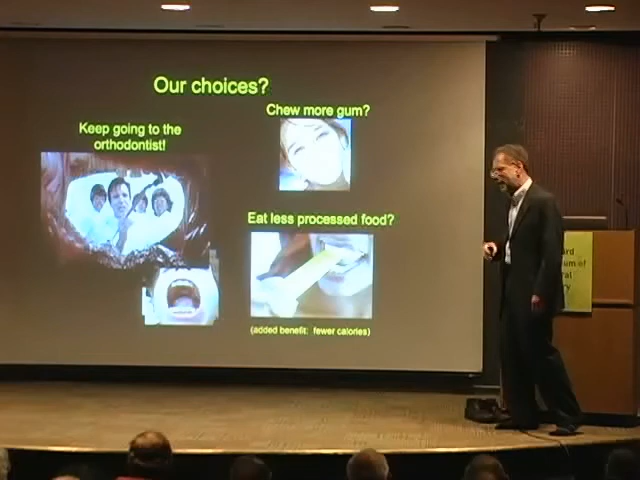 Our choices?
Chew more gum?
Keep going to the
orthodontist!
Eat less processed food?
(added benefit: fewer calories)